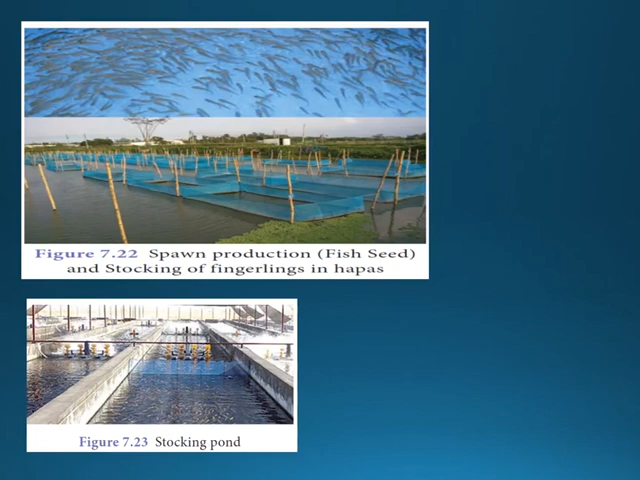 Figure 7.22 Spawn production (Fish Seed)
and Stocking of fingerlings in hapas
Figure 7.23 Stocking pond